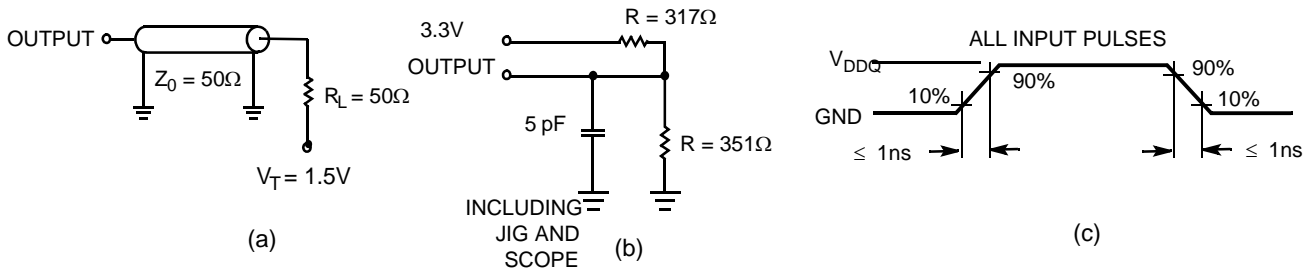 OUTPUT
Z0 = 50Ω
RL = 50Ω
VT = 1.5V
(a)
R = 317Ω
3.3V
OUTPUT
5 pF
R = 351Ω
INCLUDING
JIG AND
SCOPE
(b)
ALL INPUT PULSES
VDDQ
90%
90%
10%
10%
GND
≤ 1ns
≤ 1ns
(c)